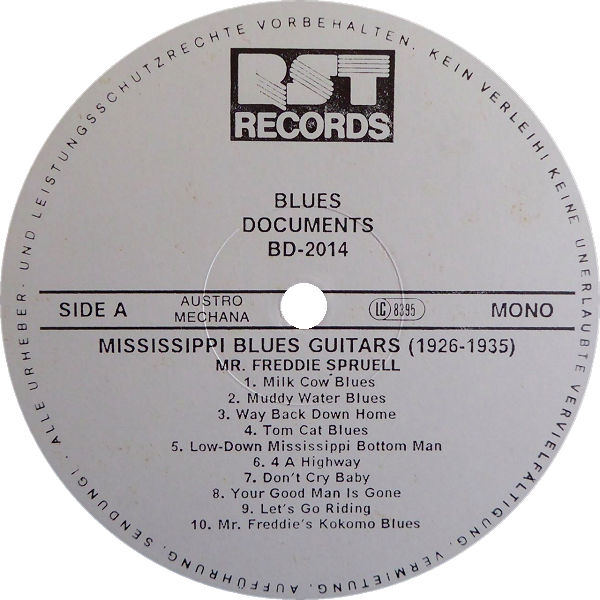 · ALLE URHEBER- UND LEISTUNGSSCHUTZRECHTE VORBEHALTEN. KEIN VERLEIH! KEINE UNERLAUBTE VERVIELFÄLTIGUNG, VERMIETUNG, AUFFÜHRUNG, SENDUNG!
RST
RECORDS
BLUES
DOCUMENTS
BD-2014
SIDE A
AUSTRO
MECHANA
LC 8395
MONO
MISSISSIPPI BLUES GUITARS (1926-1935)
MR. FREDDIE SPRUELL
1. Milk Cow Blues
2. Muddy Water Blues
3. Way Back Down Home
4. Tom Cat Blues
5. Low-Down Mississippi Bottom Man
6. 4 A Highway
7. Don't Cry Baby
8. Your Good Man Is Gone
9. Let's Go Riding
10. Mr. Freddie's Kokomo Blues